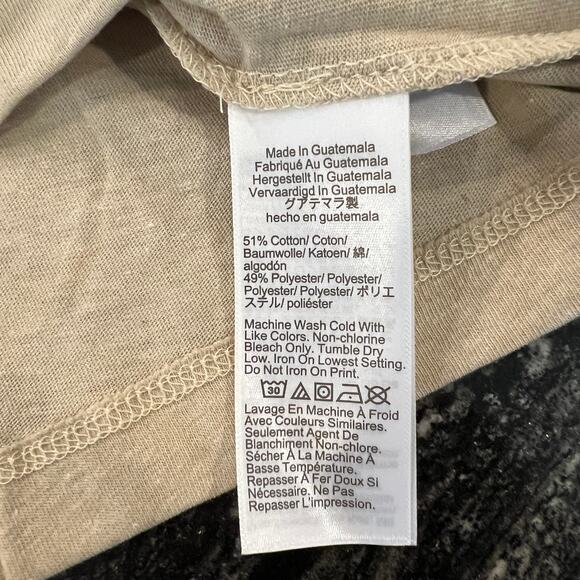 Made In Guatemala
Fabriqué Au Guatemala
Hergestellt In Guatemala
Vervaardigd In Guatemala
グアテマラ製
hecho en guatemala
51% Cotton/ Coton/
Baumwolle/ Katoen/ 綿/
algodón
49% Polyester/ Polyester/
Polyester/ Polyester/ ポリエ
ステル/ poliéster
Machine Wash Cold With
Like Colors. Non-chlorine
Bleach Only. Tumble Dry
Low. Iron On Lowest Setting.
Do Not Iron On Print.
30
Lavage En Machine À Froid
Avec Couleurs Similaires.
Seulement Agent De
Blanchiment Non-chlore.
Sécher À La Machine À
Basse Température.
Repasser À Fer Doux Si
Nécessaire. Ne Pas
Repasser L'impression.